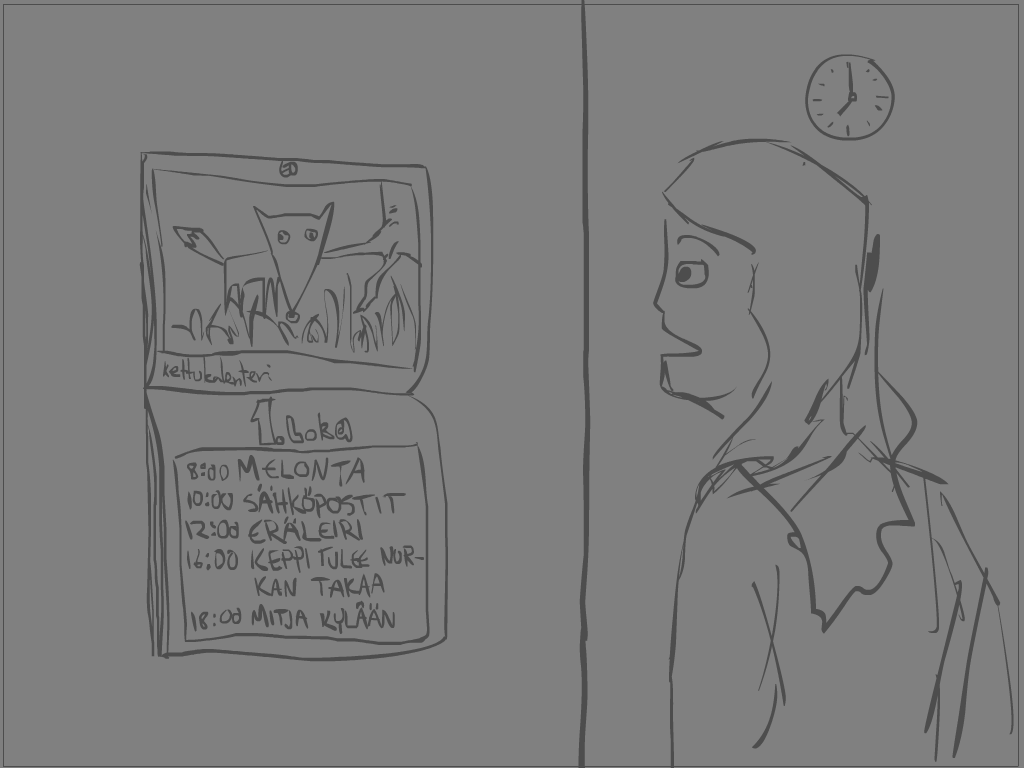 kettukalenteri
1. Loka
8:00 MELONTA
10:00 SÄHKÖPOSTIT
12:00 ERÄLEIRI
16:00 KEPPI TULEE NUR-
KAN TAKAA
18:00 MITJA KYLÄÄN